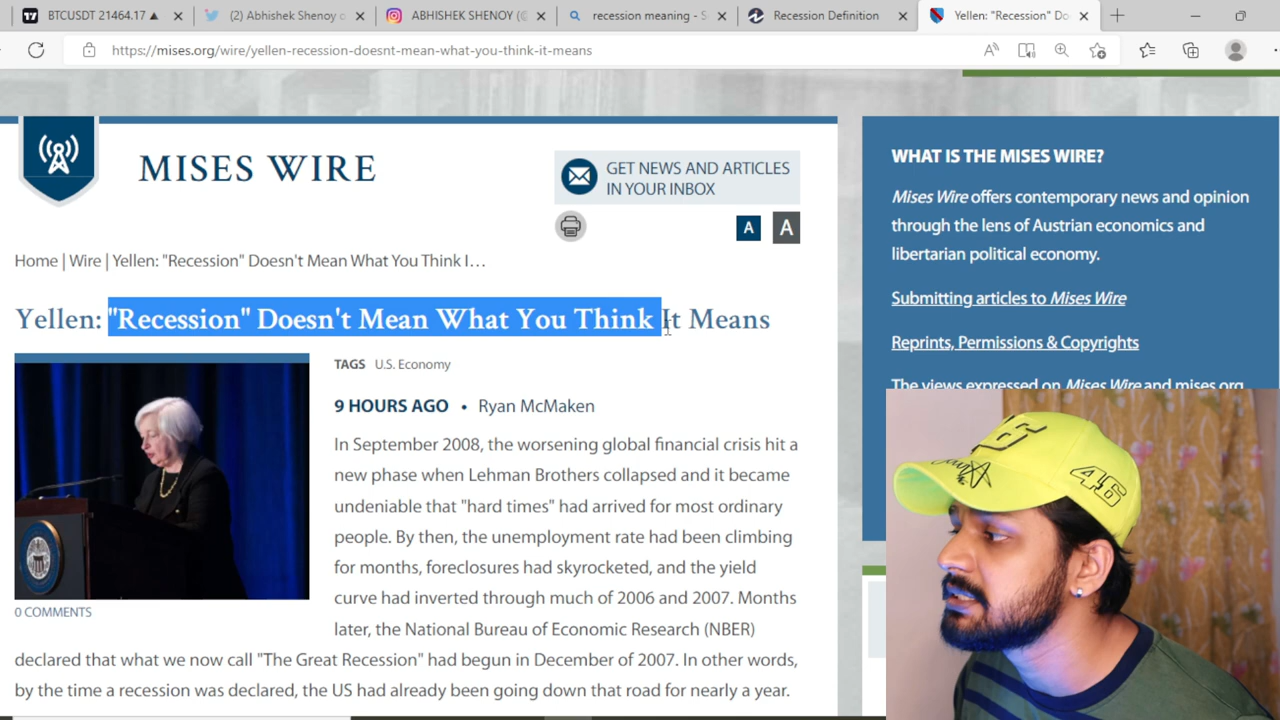 BTCUSDT 21464.17 ▲
(2) Abhishek Shenoy
ABHISHEK SHENOY (
recession meaning - S
Recession Definition
Yellen: "Recession" Do
https://mises.org/wire/yellen-recession-doesnt-mean-what-you-think-it-means
MISES WIRE
GET NEWS AND ARTICLES
IN YOUR INBOX
A A
Home | Wire | Yellen: "Recession" Doesn't Mean What You Think I...
Yellen: "Recession" Doesn't Mean What You Think It Means
TAGS U.S. Economy
9 HOURS AGO • Ryan McMaken
In September 2008, the worsening global financial crisis hit a
new phase when Lehman Brothers collapsed and it became
undeniable that "hard times" had arrived for most ordinary
people. By then, the unemployment rate had been climbing
for months, foreclosures had skyrocketed, and the yield
curve had inverted through much of 2006 and 2007. Months
later, the National Bureau of Economic Research (NBER)
declared that what we now call "The Great Recession" had begun in December of 2007. In other words,
by the time a recession was declared, the US had already been going down that road for nearly a year.
0 COMMENTS
WHAT IS THE MISES WIRE?
Mises Wire offers contemporary news and opinion
through the lens of Austrian economics and
libertarian political economy.
Submitting articles to Mises Wire
Reprints, Permissions & Copyrights
The views expressed on Mises Wire and mises.org
46